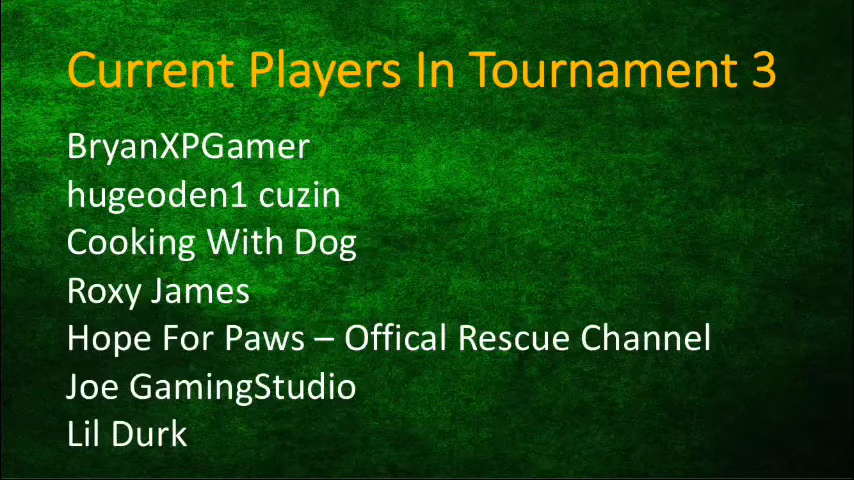 Current Players In Tournament 3
BryanXPGamer
hugeoden1 cuzin
Cooking With Dog
Roxy James
Hope For Paws – Offical Rescue Channel
Joe GamingStudio
Lil Durk